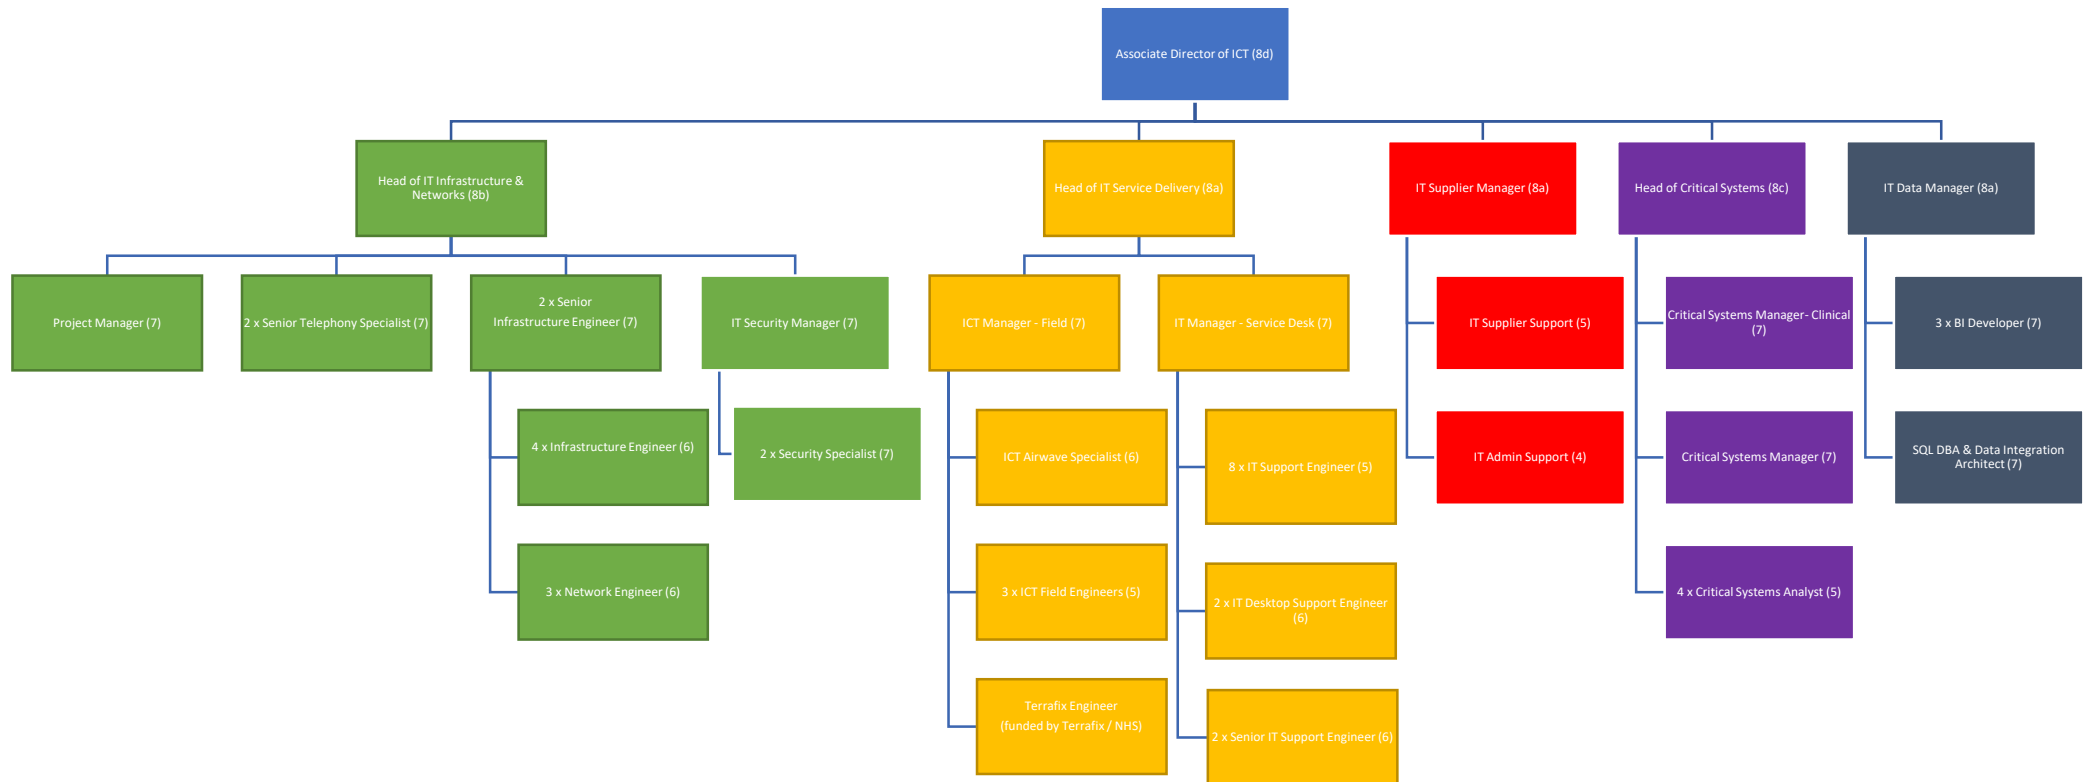 Associate Director of ICT (8d)
Head of IT Infrastructure &
Networks (8b)
Head of IT Service Delivery (8a)
IT Supplier Manager (8a)
Head of Critical Systems (8c)
IT Data Manager (8a)
Project Manager (7)
2 x Senior Telephony Specialist (7)
2 x Senior
Infrastructure Engineer (7)
IT Security Manager (7)
ICT Manager - Field (7)
IT Manager - Service Desk (7)
IT Supplier Support (5)
Critical Systems Manager- Clinical
(7)
3 x BI Developer (7)
4 x Infrastructure Engineer (6)
2 x Security Specialist (7)
ICT Airwave Specialist (6)
8 x IT Support Engineer (5)
IT Admin Support (4)
Critical Systems Manager (7)
SQL DBA & Data Integration
Architect (7)
3 x Network Engineer (6)
3 x ICT Field Engineers (5)
2 x IT Desktop Support Engineer
(6)
4 x Critical Systems Analyst (5)
Terrafix Engineer
(funded by Terrafix / NHS)
2 x Senior IT Support Engineer (6)